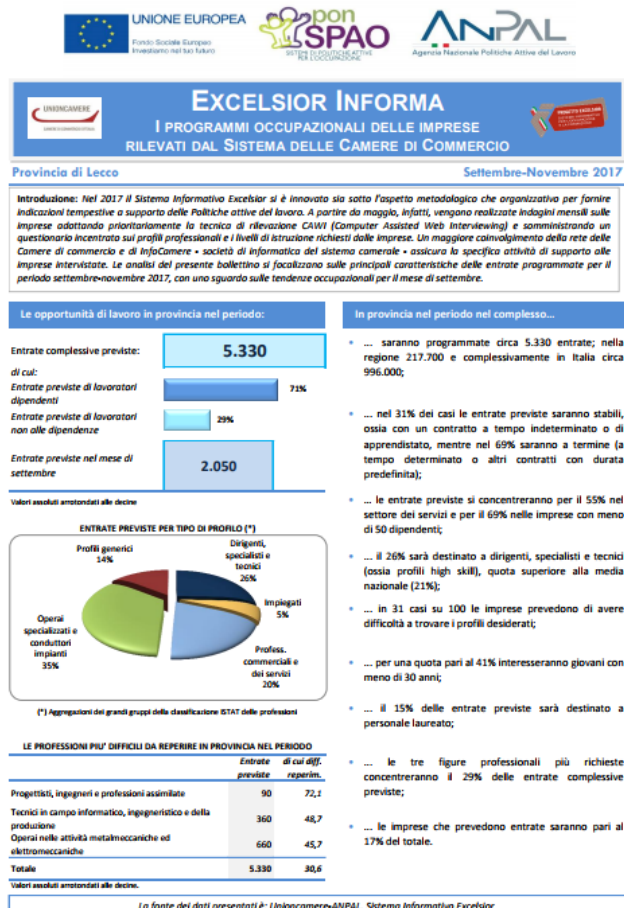 UNIONE EUROPEA
Fondo Sociale Europeo
Investiamo nel tuo futuro
pon
SPAO
SISTEMI DI POLITICHE ATTIVE
PER L'OCCUPAZIONE
ANPAL
Agenzia Nazionale Politiche Attive del Lavoro
UNIONCAMERE
CAMERE DI COMMERCIO D'ITALIA
EXCELSIOR INFORMA
I PROGRAMMI OCCUPAZIONALI DELLE IMPRESE
RILEVATI DAL SISTEMA DELLE CAMERE DI COMMERCIO
PROGETTO EXCELSIOR
Provincia di Lecco
Settembre-Novembre 2017
Introduzione: Nel 2017 il Sistema Informativo Excelsior si è innovato sia sotto l'aspetto metodologico che organizzativo per fornire
indicazioni tempestive a supporto delle Politiche attive del lavoro. A partire da maggio, infatti, vengono realizzate indagini mensili sulle
imprese adottando prioritariamente la tecnica di rilevazione CAWI (Computer Assisted Web Interviewing) e somministrando un
questionario incentrato sui profili professionali e i livelli di istruzione richiesti dalle imprese. Un maggiore coinvolgimento della rete delle
Camere di commercio e di InfoCamere - società di informatica del sistema camerale - assicura la specifica attività di supporto alle
imprese intervistate. Le analisi del presente bollettino si focalizzano sulle principali caratteristiche delle entrate programmate per il
periodo settembre-novembre 2017, con uno sguardo sulle tendenze occupazionali per il mese di settembre.
Le opportunità di lavoro in provincia nel periodo:
Entrate complessive previste:
5.330
di cui:
Entrate previste di lavoratori
dipendenti
71%
Entrate previste di lavoratori
non alle dipendenze
29%
Entrate previste nel mese di
settembre
2.050
Valori assoluti arrotondati alle decine
ENTRATE PREVISTE PER TIPO DI PROFILO (*)
Profili generici
14%
Dirigenti,
specialisti e
tecnici
26%
Impiegati
5%
Profess.
commerciali e
dei servizi
20%
Operai
specializzati e
conduttori
impianti
35%
(*) Aggregazioni dei grandi gruppi della classificazione ISTAT delle professioni
LE PROFESSIONI PIU' DIFFICILI DA REPERIRE IN PROVINCIA NEL PERIODO
Entrate di cui diff.
previste reperim.
Progettisti, ingegneri e professioni assimilate 90 72,1
Tecnici in campo informatico, ingegneristico e della
produzione 360 48,7
Operai nelle attività metalmeccaniche ed
elettromeccaniche 660 45,7
Totale 5.330 30,6
Valori assoluti arrotondati alle decine.
In provincia nel periodo nel complesso...
• ... saranno programmate circa 5.330 entrate; nella
regione 217.700 e complessivamente in Italia circa
996.000;
• ... nel 31% dei casi le entrate previste saranno stabili,
ossia con un contratto a tempo indeterminato o di
apprendistato, mentre nel 69% saranno a termine (a
tempo determinato o altri contratti con durata
predefinita);
• ... le entrate previste si concentreranno per il 55% nel
settore dei servizi e per il 69% nelle imprese con meno
di 50 dipendenti;
• ... il 26% sarà destinato a dirigenti, specialisti e tecnici
(ossia profili high skill), quota superiore alla media
nazionale (21%);
• ... in 31 casi su 100 le imprese prevedono di avere
difficoltà a trovare i profili desiderati;
• ... per una quota pari al 41% interesseranno giovani con
meno di 30 anni;
• ... il 15% delle entrate previste sarà destinato a
personale laureato;
• ... le tre figure professionali più richieste
concentreranno il 29% delle entrate complessive
previste;
• ... le imprese che prevedono entrate saranno pari al
17% del totale.
La fonte dei dati presentati è: Unioncamere-ANPAL, Sistema Informativo Excelsior